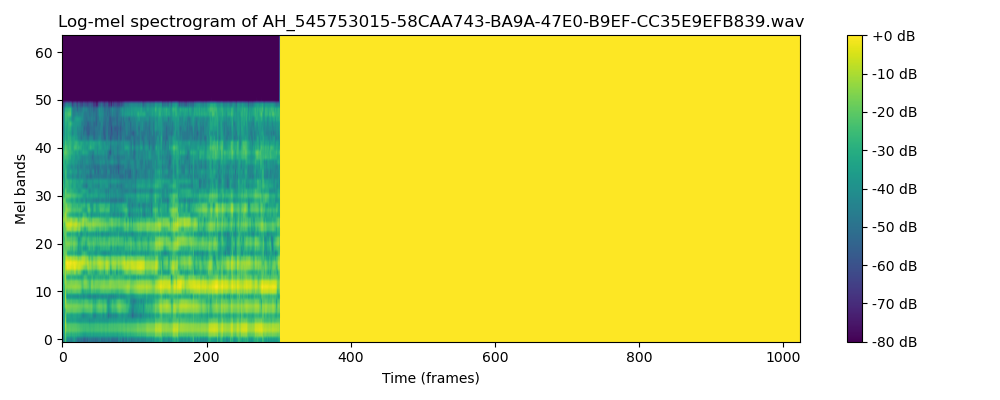 Log-mel spectrogram of AH_545753015-58CAA743-BA9A-47E0-B9EF-CC35E9EFB839.wav
60
50
40
30
20
10
0
Mel bands
0 200 400 600 800 1000
Time (frames)
+0 dB
-10 dB
-20 dB
-30 dB
-40 dB
-50 dB
-60 dB
-70 dB
-80 dB